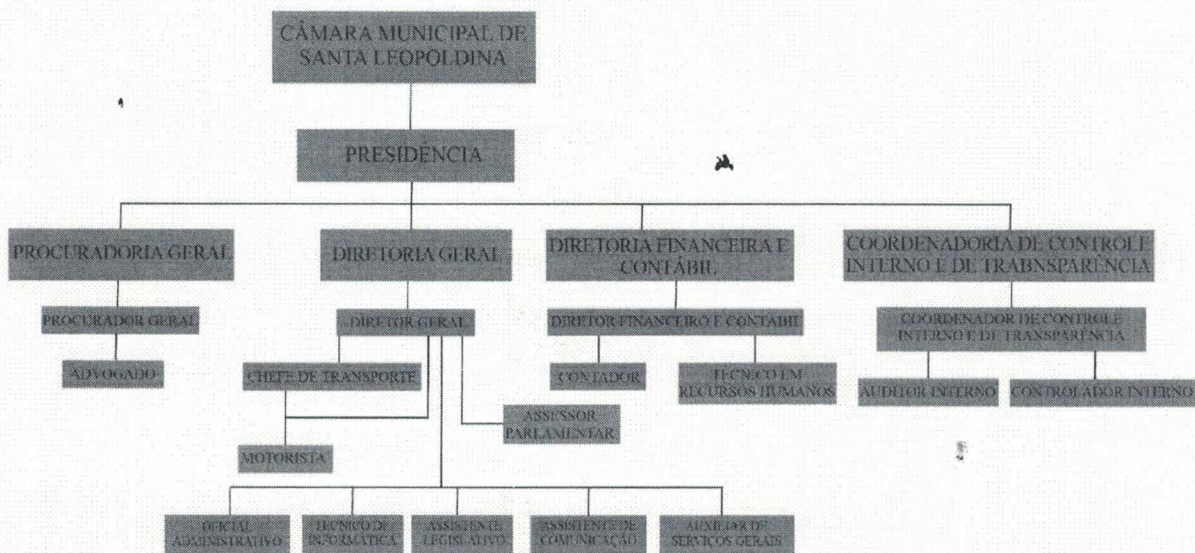 CÂMARA MUNICIPAL DE
SANTA LEOPOLDINA
PRESIDÊNCIA
PROCURADORIA GERAL
DIRETORIA GERAL
DIRETORIA FINANCEIRA E
CONTÁBIL
COORDENADORIA DE CONTROLE
INTERNO E DE TRABNSPARÊNCIA
PROCURADOR GERAL
DIRETOR GERAL
DIRETOR FINANCEIRO E CONTÁBIL
COORDENADOR DE CONTROLE
INTERNO E DE TRANSPARÊNCIA
ADVOGADO
CHEFE DE TRANSPORTE
CONTADOR
TÉCNICO EM
RECURSOS HUMANOS
AUDITOR INTERNO
CONTROLADOR INTERNO
ASSESSOR
PARLAMENTAR
MOTORISTA
OFICIAL
ADMINISTRATIVO
TÉCNICO DE
INFORMÁTICA
ASSISTENTE
LEGISLATIVO
ASSISTENTE DE
COMUNICAÇÃO
AUXILIAR DE
SERVIÇOS GERAIS